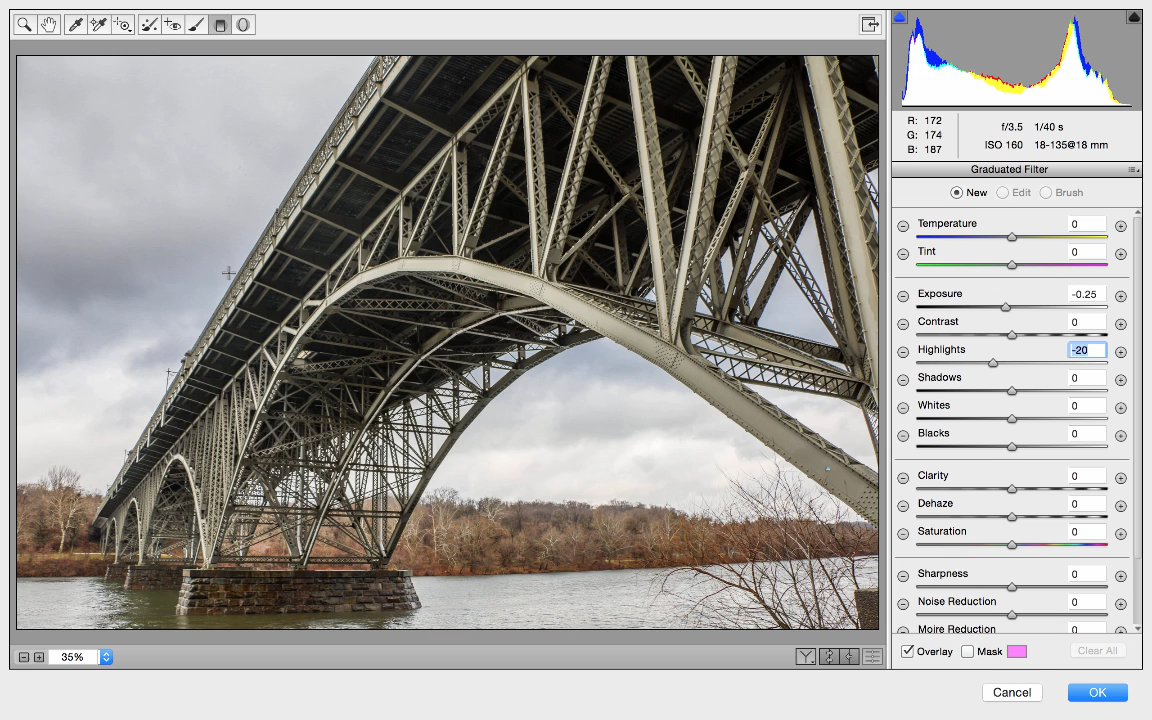 R: 172
G: 174
B: 187
f/3.5 1/40 s
ISO 160 18-135@18 mm
Graduated Filter
New Edit Brush
Temperature 0
Tint 0
Exposure -0.25
Contrast 0
Highlights -20
Shadows 0
Whites 0
Blacks 0
Clarity 0
Dehaze 0
Saturation 0
Sharpness 0
Noise Reduction 0
Moire Reduction 0
35%
Overlay Mask Clear All
Cancel OK